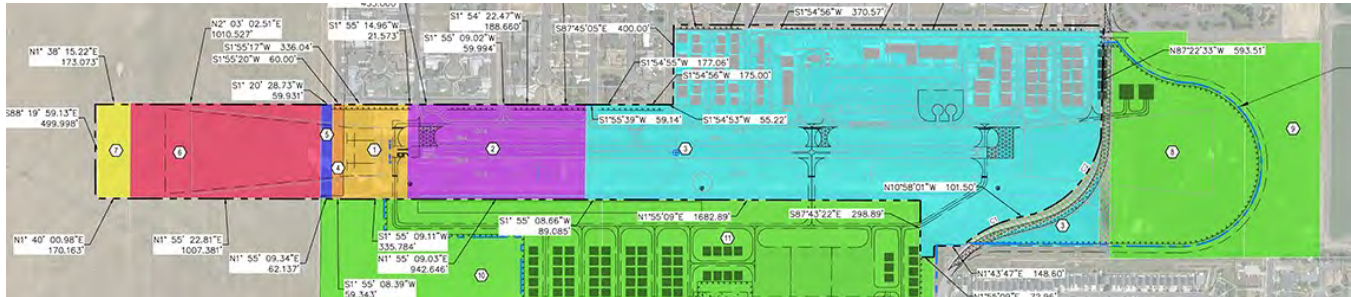 S1° 54' 22.47"W
188.660'
S1° 55' 14.96"W
21.573'
S1° 55' 09.02"W
59.994'
S87°45'05"E 400.00'
S1°54'56"W 370.57'
N2° 03' 02.51"E
1010.527'
S1°55'17"W 336.04'
S1°55'20"W 60.00'
S1°54'55"W 177.06'
S1°54'56"W 175.00'
N87°22'33"W 593.51'
N1° 38' 15.22"E
173.073'
S1° 20' 28.73"W
59.931'
S88° 19' 59.13"E
499.998'
S1°55'39"W 59.14'
S1°54'53"W 55.22'
7
6
5
4
1
2
3
8
9
N10°58'01"W 101.50'
C1
3
N1° 40' 00.98"E
170.163'
N1° 55' 22.81"E
1007.381'
N1° 55' 09.34"E
62.137'
S1° 55' 08.39"W
59.343'
S1° 55' 09.11"W
335.784'
N1° 55' 09.03"E
942.646'
S1° 55' 08.66"W
89.085'
N1°55'09"E 1682.89'
S87°43'22"E 298.89'
10
11
N1°43'47"E 148.60'